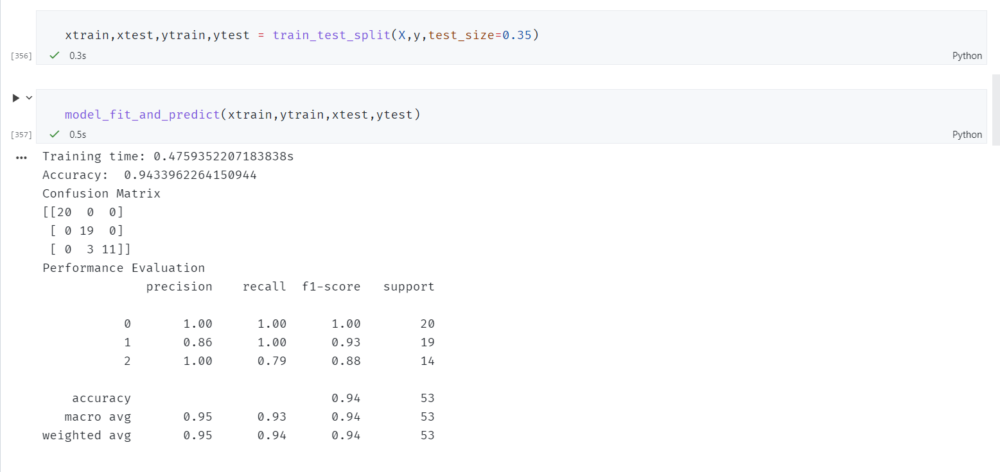 xtrain,xtest,ytrain,ytest = train_test_split(X,y,test_size=0.35)
[356] 0.3s Python
model_fit_and_predict(xtrain,ytrain,xtest,ytest)
[357] 0.5s Python
Training time: 0.4759352207183838s
Accuracy:  0.9433962264150944
Confusion Matrix
[[20  0  0]
 [ 0 19  0]
 [ 0  3 11]]
Performance Evaluation
              precision    recall  f1-score   support
           0       1.00      1.00      1.00        20
           1       0.86      1.00      0.93        19
           2       1.00      0.79      0.88        14
    accuracy                           0.94        53
   macro avg       0.95      0.93      0.94        53
weighted avg       0.95      0.94      0.94        53